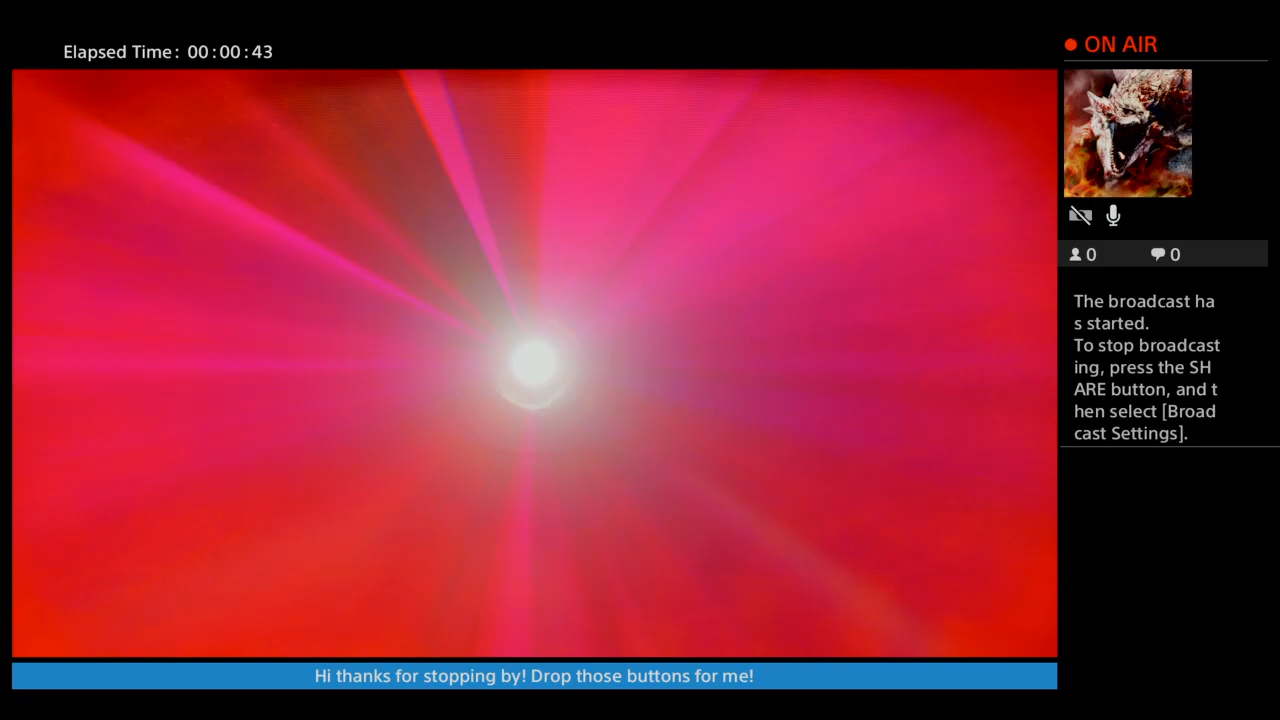 Elapsed Time: 00:00:43
ON AIR
0 0
The broadcast ha
s started.
To stop broadcast
ing, press the SH
ARE button, and t
hen select [Broad
cast Settings].
Hi thanks for stopping by! Drop those buttons for me!